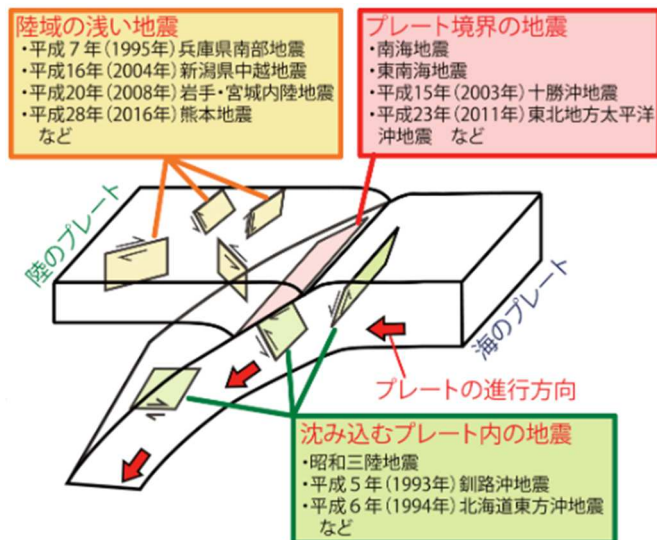 陸域の浅い地震
・平成7年(1995年)兵庫県南部地震
・平成16年(2004年)新潟県中越地震
・平成20年(2008年)岩手・宮城内陸地震
・平成28年(2016年)熊本地震
など
プレート境界の地震
・南海地震
・東南海地震
・平成15年(2003年)十勝沖地震
・平成23年(2011年)東北地方太平洋
沖地震 など
陸のプレート
海のプレート
プレートの進行方向
沈み込むプレート内の地震
・昭和三陸地震
・平成5年(1993年)釧路沖地震
・平成6年(1994年)北海道東方沖地震
など